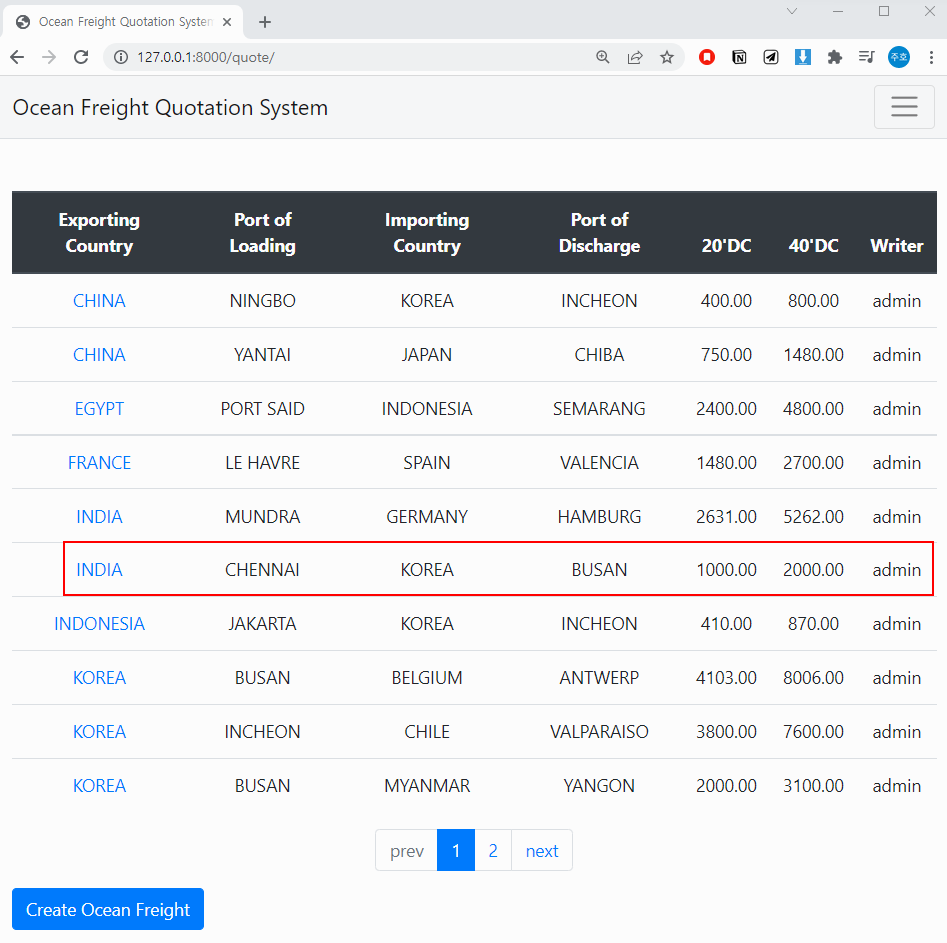 Ocean Freight Quotation System
127.0.0.1:8000/quote/
주호
Ocean Freight Quotation System
Exporting Country Port of Loading Importing Country Port of Discharge 20'DC 40'DC Writer
CHINA NINGBO KOREA INCHEON 400.00 800.00 admin
CHINA YANTAI JAPAN CHIBA 750.00 1480.00 admin
EGYPT PORT SAID INDONESIA SEMARANG 2400.00 4800.00 admin
FRANCE LE HAVRE SPAIN VALENCIA 1480.00 2700.00 admin
INDIA MUNDRA GERMANY HAMBURG 2631.00 5262.00 admin
INDIA CHENNAI KOREA BUSAN 1000.00 2000.00 admin
INDONESIA JAKARTA KOREA INCHEON 410.00 870.00 admin
KOREA BUSAN BELGIUM ANTWERP 4103.00 8006.00 admin
KOREA INCHEON CHILE VALPARAISO 3800.00 7600.00 admin
KOREA BUSAN MYANMAR YANGON 2000.00 3100.00 admin
prev 1 2 next
Create Ocean Freight